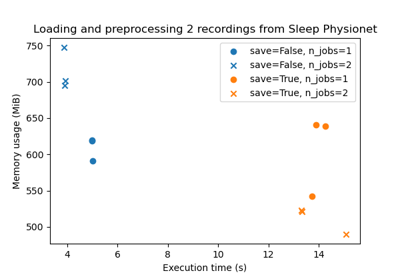 Loading and preprocessing 2 recordings from Sleep Physionet
750
700
650
600
550
500
Memory usage (MiB)
save=False, n_jobs=1
save=False, n_jobs=2
save=True, n_jobs=1
save=True, n_jobs=2
4 6 8 10 12 14
Execution time (s)